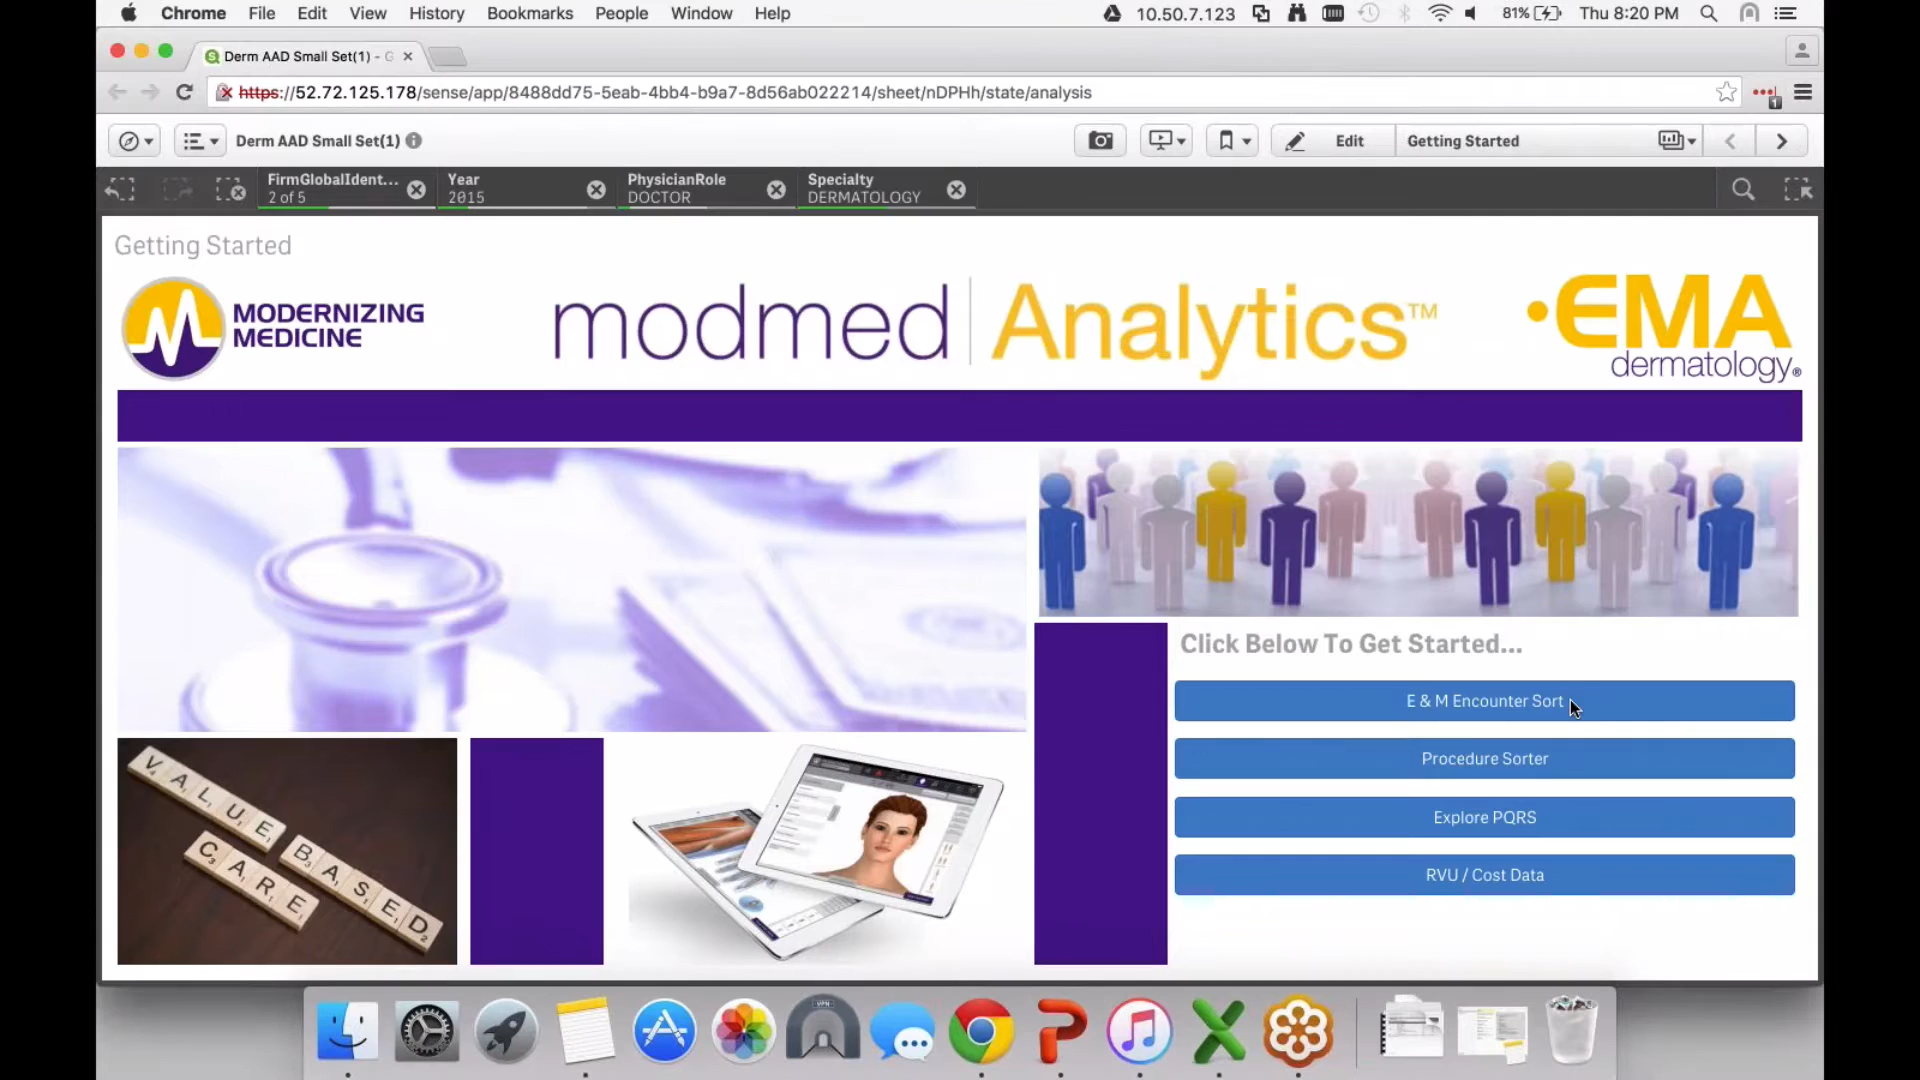 Chrome File Edit View History Bookmarks People Window Help 10.50.7.123 81% Thu 8:20 PM
Derm AAD Small Set(1) - G
https://52.72.125.178/sense/app/8488dd75-5eab-4bb4-b9a7-8d56ab022214/sheet/nDPHh/state/analysis
1
Derm AAD Small Set(1) Edit Getting Started
FirmGlobalIdent... Year PhysicianRole Specialty
2 of 5 2015 DOCTOR DERMATOLOGY
Getting Started
MODERNIZING
MEDICINE
modmed Analytics™
EMA
dermatology®
Click Below To Get Started...
E & M Encounter Sort
Procedure Sorter
Explore PQRS
RVU / Cost Data
VALUE
BASED
CARE
VPN